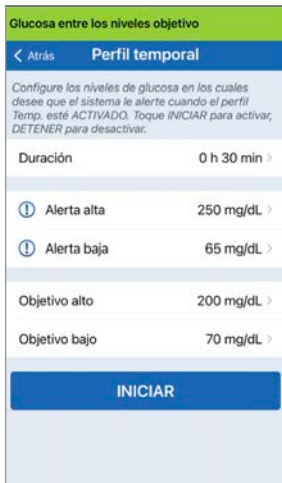 Glucosa entre los niveles objetivo
Atrás Perfil temporal
Configure los niveles de glucosa en los cuales
desee que el sistema le alerte cuando el perfil
Temp. esté ACTIVADO. Toque INICIAR para activar,
DETENER para desactivar.
Duración 0 h 30 min
Alerta alta 250 mg/dL
Alerta baja 65 mg/dL
Objetivo alto 200 mg/dL
Objetivo bajo 70 mg/dL
INICIAR